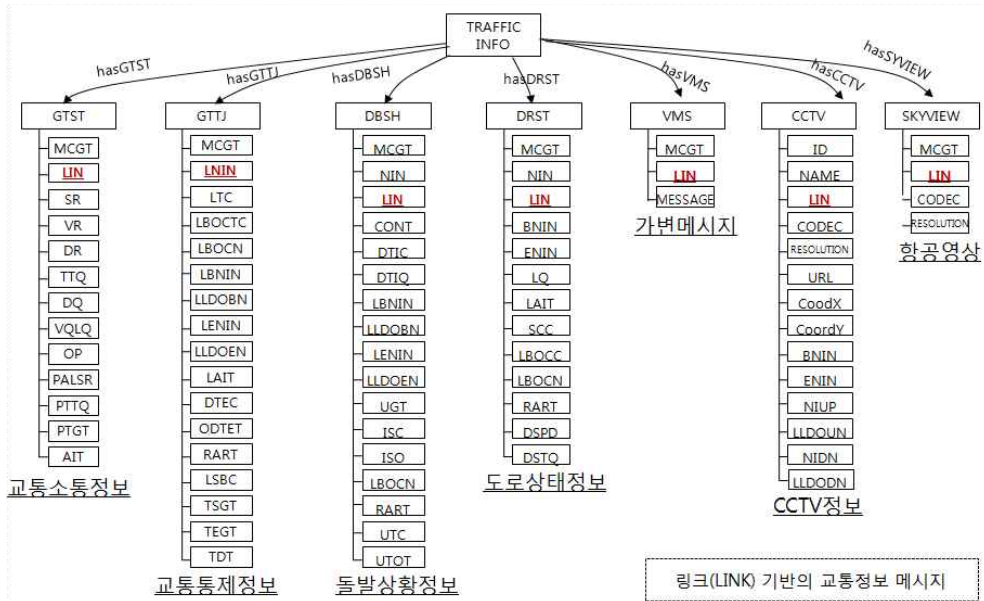 TRAFFIC
INFO
hasGTST
hasGTTJ
hasDBSH
hasDRST
hasVMS
hasCCTV
hasSYVIEW
GTST
MCGT
LIN
SR
VR
DR
TTQ
DQ
VQLQ
OP
PALSR
PTTQ
PTGT
AIT
교통소통정보
GTTJ
MCGT
LNIN
LTC
LBOCTC
LBOCN
LBNIN
LLDOBN
LENIN
LLDOEN
LAIT
DTEC
ODTET
RART
LSBC
TSGT
TEGT
TDT
교통통제정보
DBSH
MCGT
NIN
LIN
CONT
DTIC
DTIQ
LBNIN
LLDOBN
LENIN
LLDOEN
UGT
ISC
ISO
LBOCN
RART
UTC
UTOT
돌발상황정보
DRST
MCGT
NIN
LIN
BNIN
ENIN
LQ
LAIT
SCC
LBOCC
LBOCN
RART
DSPD
DSTQ
도로상태정보
VMS
MCGT
LIN
MESSAGE
가변메시지
CCTV
ID
NAME
LIN
CODEC
RESOLUTION
URL
CoodX
CoordY
BNIN
ENIN
NIUP
LLDOUN
NIDN
LLDODN
CCTV정보
SKYVIEW
MCGT
LIN
CODEC
RESOLUTION
항공영상
링크(LINK) 기반의 교통정보 메시지